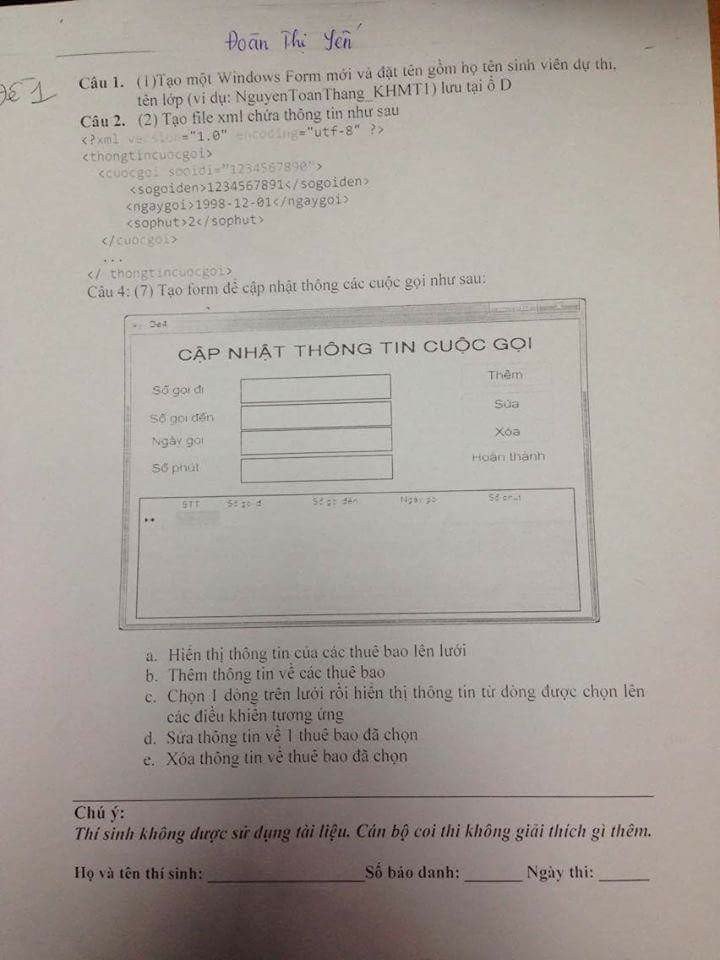 Đoàn Thị Yến
Đề 1
Câu 1. (1)Tạo một Windows Form mới và đặt tên gồm họ tên sinh viên dự thi,
tên lớp (ví dụ: NguyenToanThang_KHMT1) lưu tại ổ D
Câu 2. (2) Tạo file xml chứa thông tin như sau
<?xml version="1.0" encoding="utf-8" ?>
<thongtincuocgoi>
<cuocgoi sogidi="1234567890">
<sogoiden>1234567891</sogoiden>
<ngaygoi>1998-12-01</ngaygoi>
<sophut>2</sophut>
</cuocgoi>
...
</ thongtincuocgoi>
Câu 4: (7) Tạo form để cập nhật thông các cuộc gọi như sau:
De4
CẬP NHẬT THÔNG TIN CUỘC GỌI
Số gọi đi
Thêm
Số gọi đến
Sửa
Ngày gọi
Xóa
Số phút
Hoàn thành
STT Số gọi đi Số gọi đến Ngày gọi Số phút
a. Hiển thị thông tin của các thuê bao lên lưới
b. Thêm thông tin về các thuê bao
c. Chọn 1 dòng trên lưới rồi hiển thị thông tin từ dòng được chọn lên
các điều khiển tương ứng
d. Sửa thông tin về 1 thuê bao đã chọn
e. Xóa thông tin về thuê bao đã chọn
Chú ý:
Thí sinh không được sử dụng tài liệu. Cán bộ coi thi không giải thích gì thêm.
Họ và tên thí sinh: Số báo danh: Ngày thi: